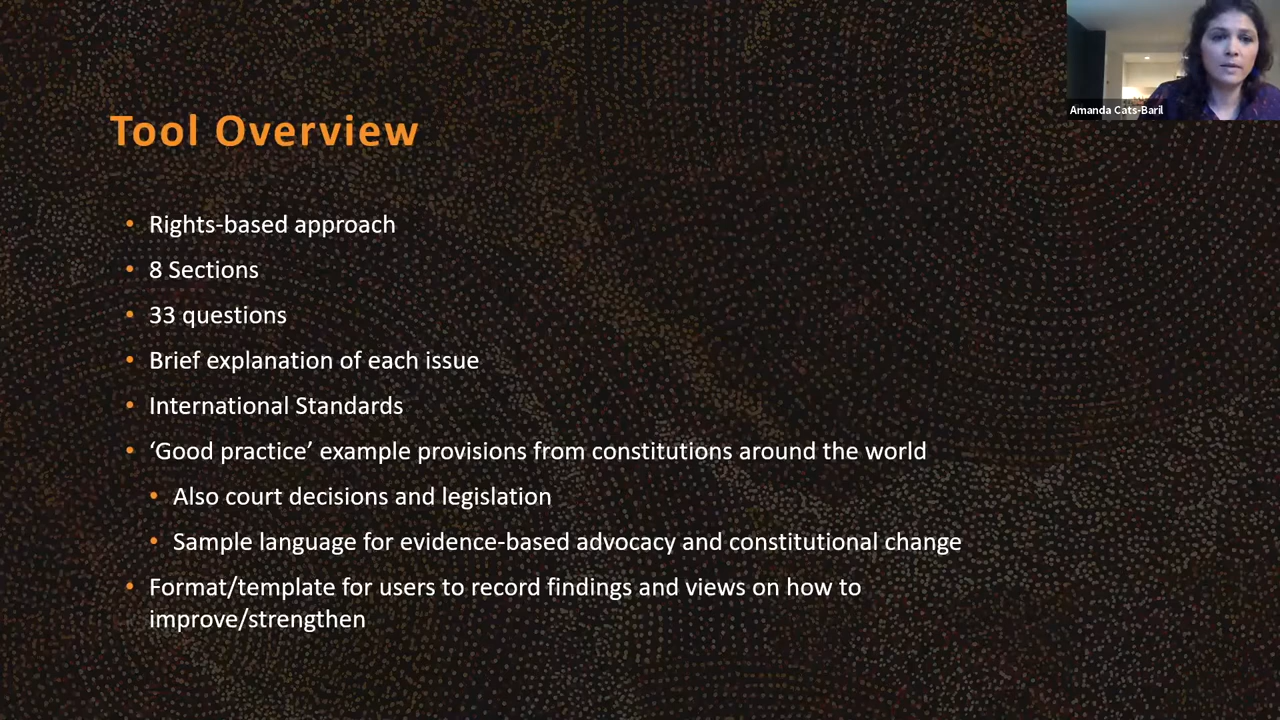 Amanda Cats-Baril
Tool Overview
• Rights-based approach
• 8 Sections
• 33 questions
• Brief explanation of each issue
• International Standards
• ‘Good practice’ example provisions from constitutions around the world
• Also court decisions and legislation
• Sample language for evidence-based advocacy and constitutional change
• Format/template for users to record findings and views on how to
improve/strengthen